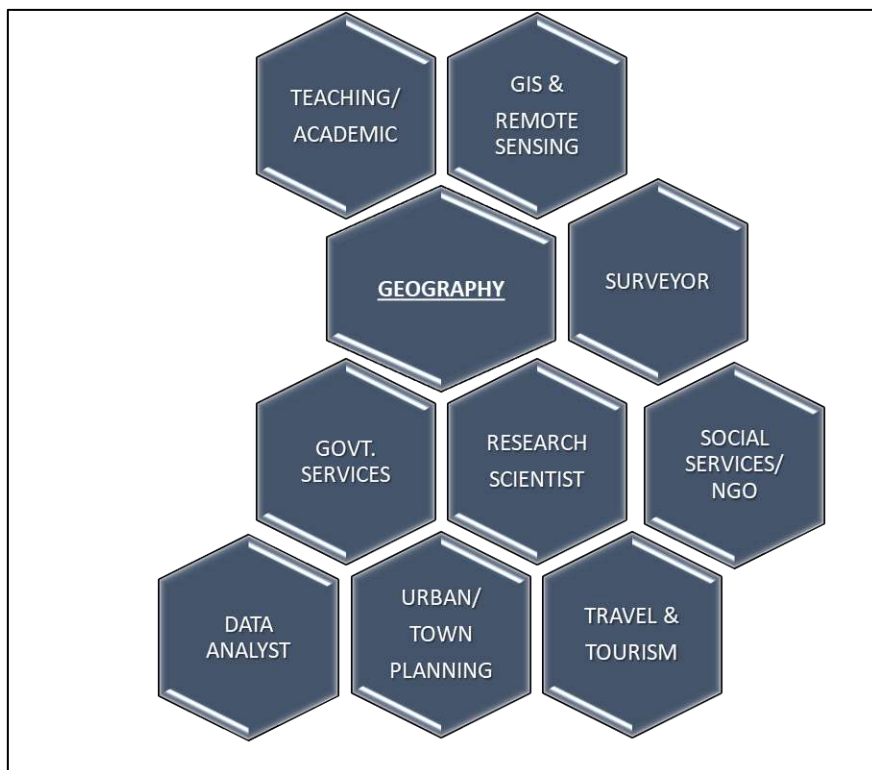 TEACHING/
ACADEMIC
GIS &
REMOTE
SENSING
GEOGRAPHY
SURVEYOR
GOVT.
SERVICES
RESEARCH
SCIENTIST
SOCIAL
SERVICES/
NGO
DATA
ANALYST
URBAN/
TOWN
PLANNING
TRAVEL &
TOURISM